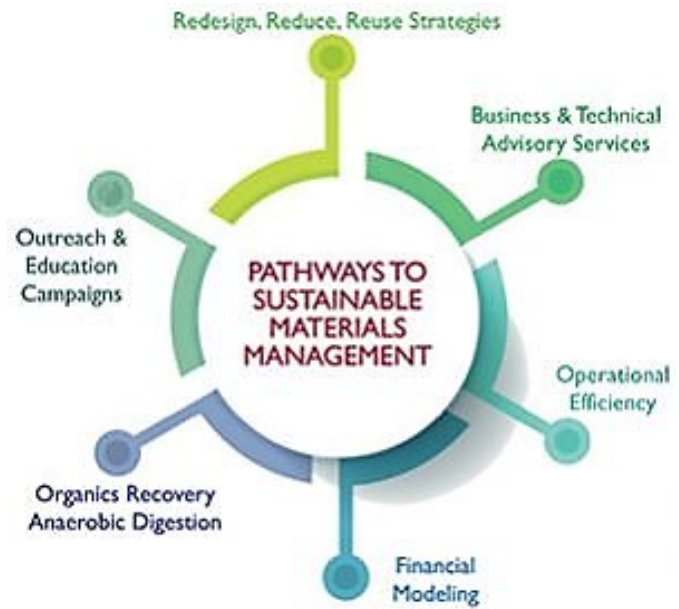 Redesign, Reduce, Reuse Strategies
Business & Technical
Advisory Services
Outreach &
Education
Campaigns
PATHWAYS TO
SUSTAINABLE
MATERIALS
MANAGEMENT
Operational
Efficiency
Organics Recovery
Anaerobic Digestion
Financial
Modeling